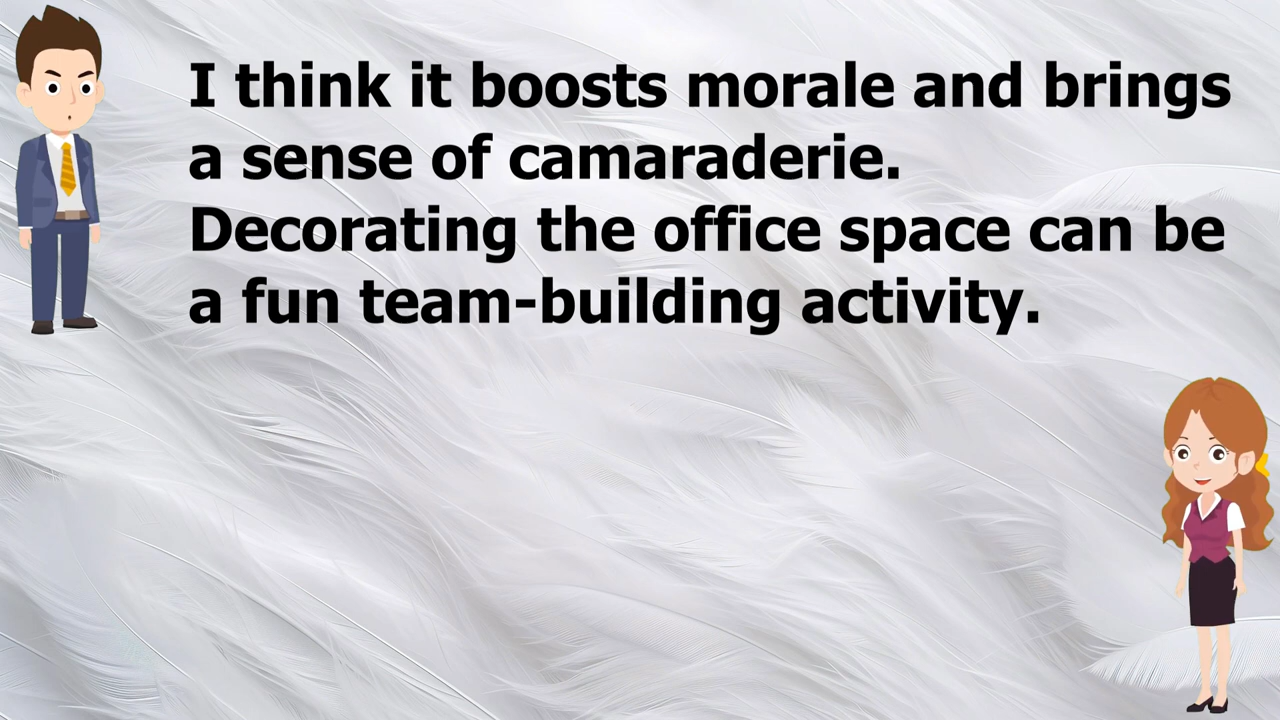 I think it boosts morale and brings
a sense of camaraderie.
Decorating the office space can be
a fun team-building activity.